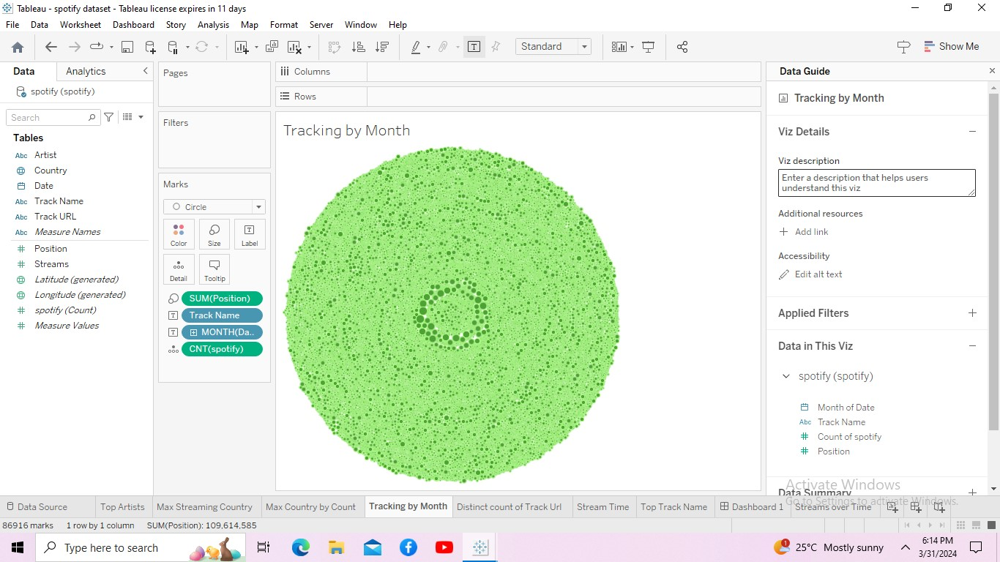 Tableau - spotify dataset - Tableau license expires in 11 days
File Data Worksheet Dashboard Story Analysis Map Format Server Window Help
Standard
Show Me
Data Analytics
spotify (spotify)
Search
Tables
Abc Artist
Country
Date
Abc Track Name
Abc Track URL
Abc Measure Names
Position
Streams
Latitude (generated)
Longitude (generated)
spotify (Count)
Measure Values
Pages
Filters
Marks
Circle
Color Size Label
Detail Tooltip
SUM(Position)
Track Name
MONTH(Da..
CNT(spotify)
Columns
Rows
Tracking by Month
Data Guide
Tracking by Month
Viz Details
Viz description
Enter a description that helps users
understand this viz
Additional resources
Add link
Accessibility
Edit alt text
Applied Filters
Data in This Viz
spotify (spotify)
Month of Date
Abc Track Name
Count of spotify
Position
Data Summary
Activate Windows
Go to Settings to activate Windows.
Data Source Top Artists Max Streaming Country Max Country by Count Tracking by Month Distinct count of Track Url Stream Time Top Track Name Dashboard 1 Streams over Time
86916 marks 1 row by 1 column SUM(Position): 109,614,585
Type here to search
1 25°C Mostly sunny
6:14 PM
3/31/2024